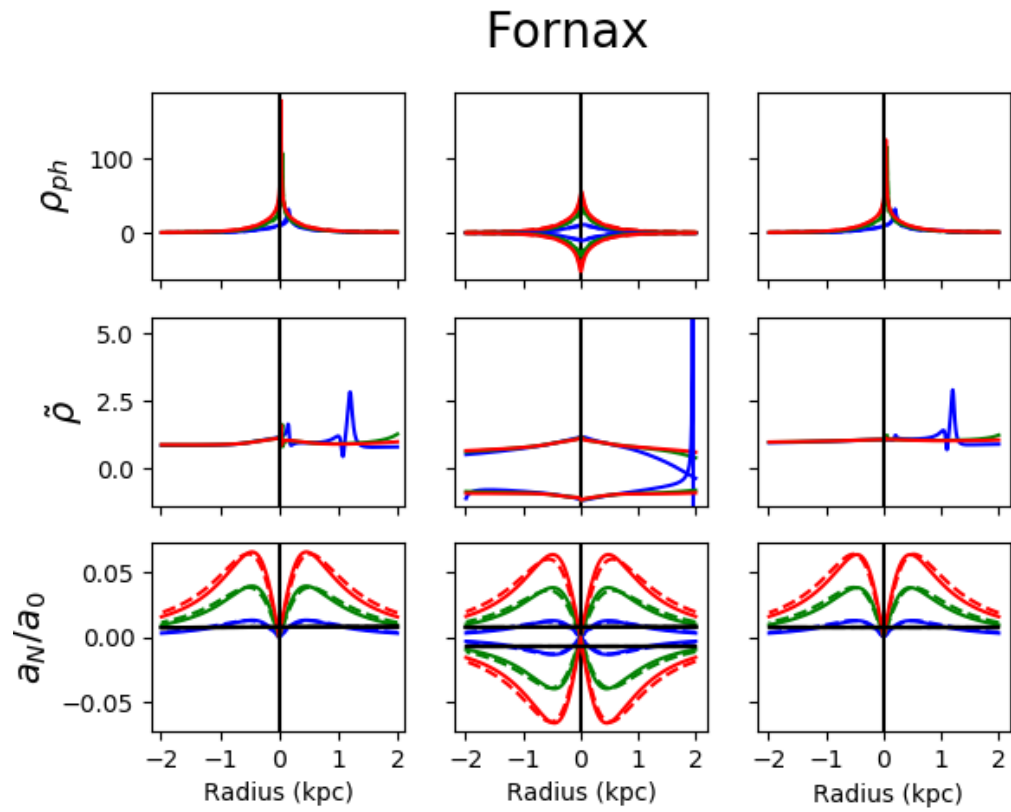 Fornax
ρ_ph
100
0
ρ̃
5.0
2.5
0.0
a_N/a_0
0.05
0.00
−0.05
−2 −1 0 1 2 −2 −1 0 1 2 −2 −1 0 1 2
Radius (kpc) Radius (kpc) Radius (kpc)